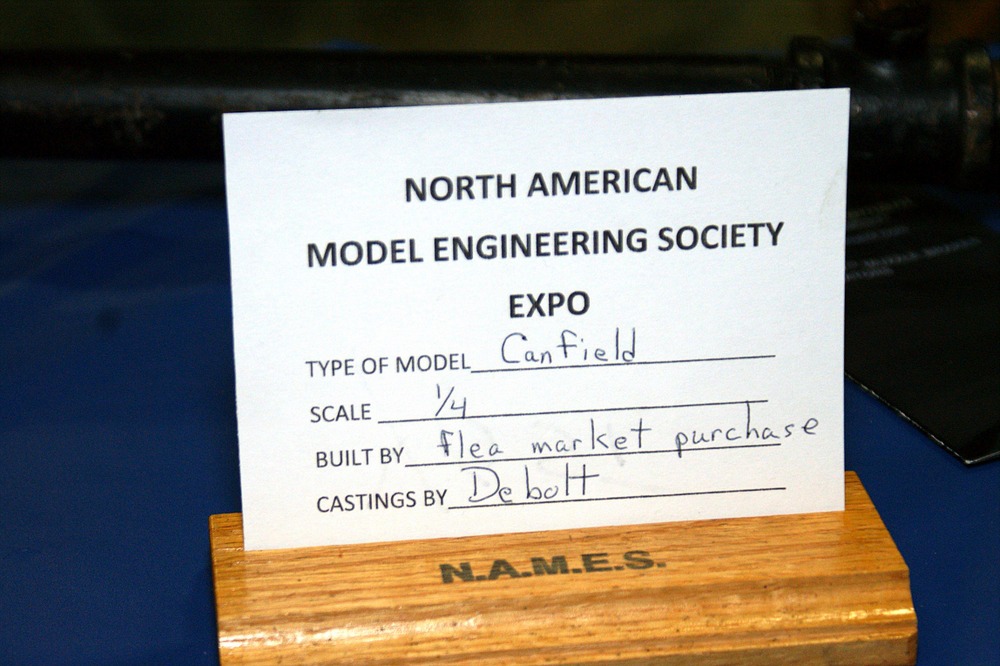 NORTH AMERICAN
MODEL ENGINEERING SOCIETY
EXPO
TYPE OF MODEL Canfield
SCALE 1/4
BUILT BY flea market purchase
CASTINGS BY Debolt
N.A.M.E.S.